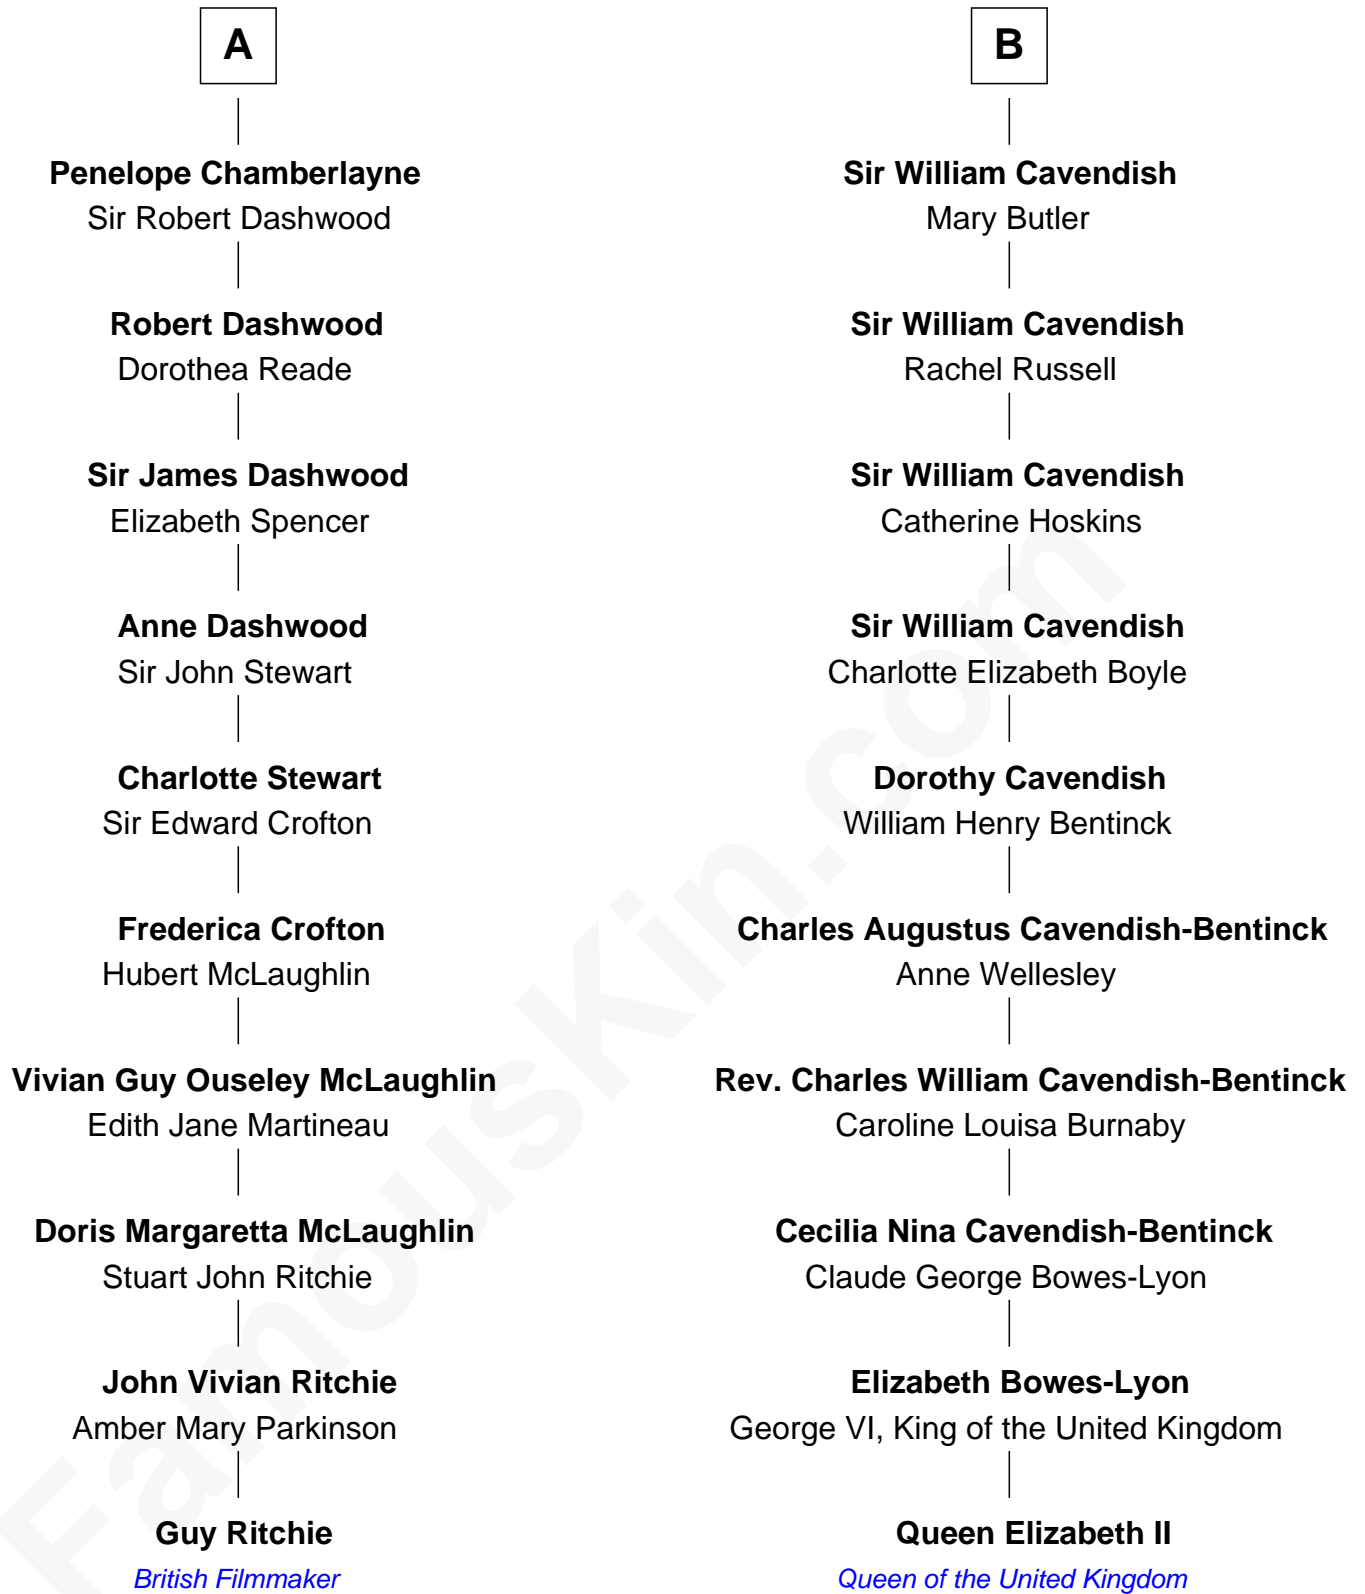 A
Penelope Chamberlayne
Sir Robert Dashwood
Robert Dashwood
Dorothea Reade
Sir James Dashwood
Elizabeth Spencer
Anne Dashwood
Sir John Stewart
Charlotte Stewart
Sir Edward Crofton
Frederica Crofton
Hubert McLaughlin
Vivian Guy Ouseley McLaughlin
Edith Jane Martineau
Doris Margaretta McLaughlin
Stuart John Ritchie
John Vivian Ritchie
Amber Mary Parkinson
Guy Ritchie
British Filmmaker
B
Sir William Cavendish
Mary Butler
Sir William Cavendish
Rachel Russell
Sir William Cavendish
Catherine Hoskins
Sir William Cavendish
Charlotte Elizabeth Boyle
Dorothy Cavendish
William Henry Bentinck
Charles Augustus Cavendish-Bentinck
Anne Wellesley
Rev. Charles William Cavendish-Bentinck
Caroline Louisa Burnaby
Cecilia Nina Cavendish-Bentinck
Claude George Bowes-Lyon
Elizabeth Bowes-Lyon
George VI, King of the United Kingdom
Queen Elizabeth II
Queen of the United Kingdom
FamousKin.com